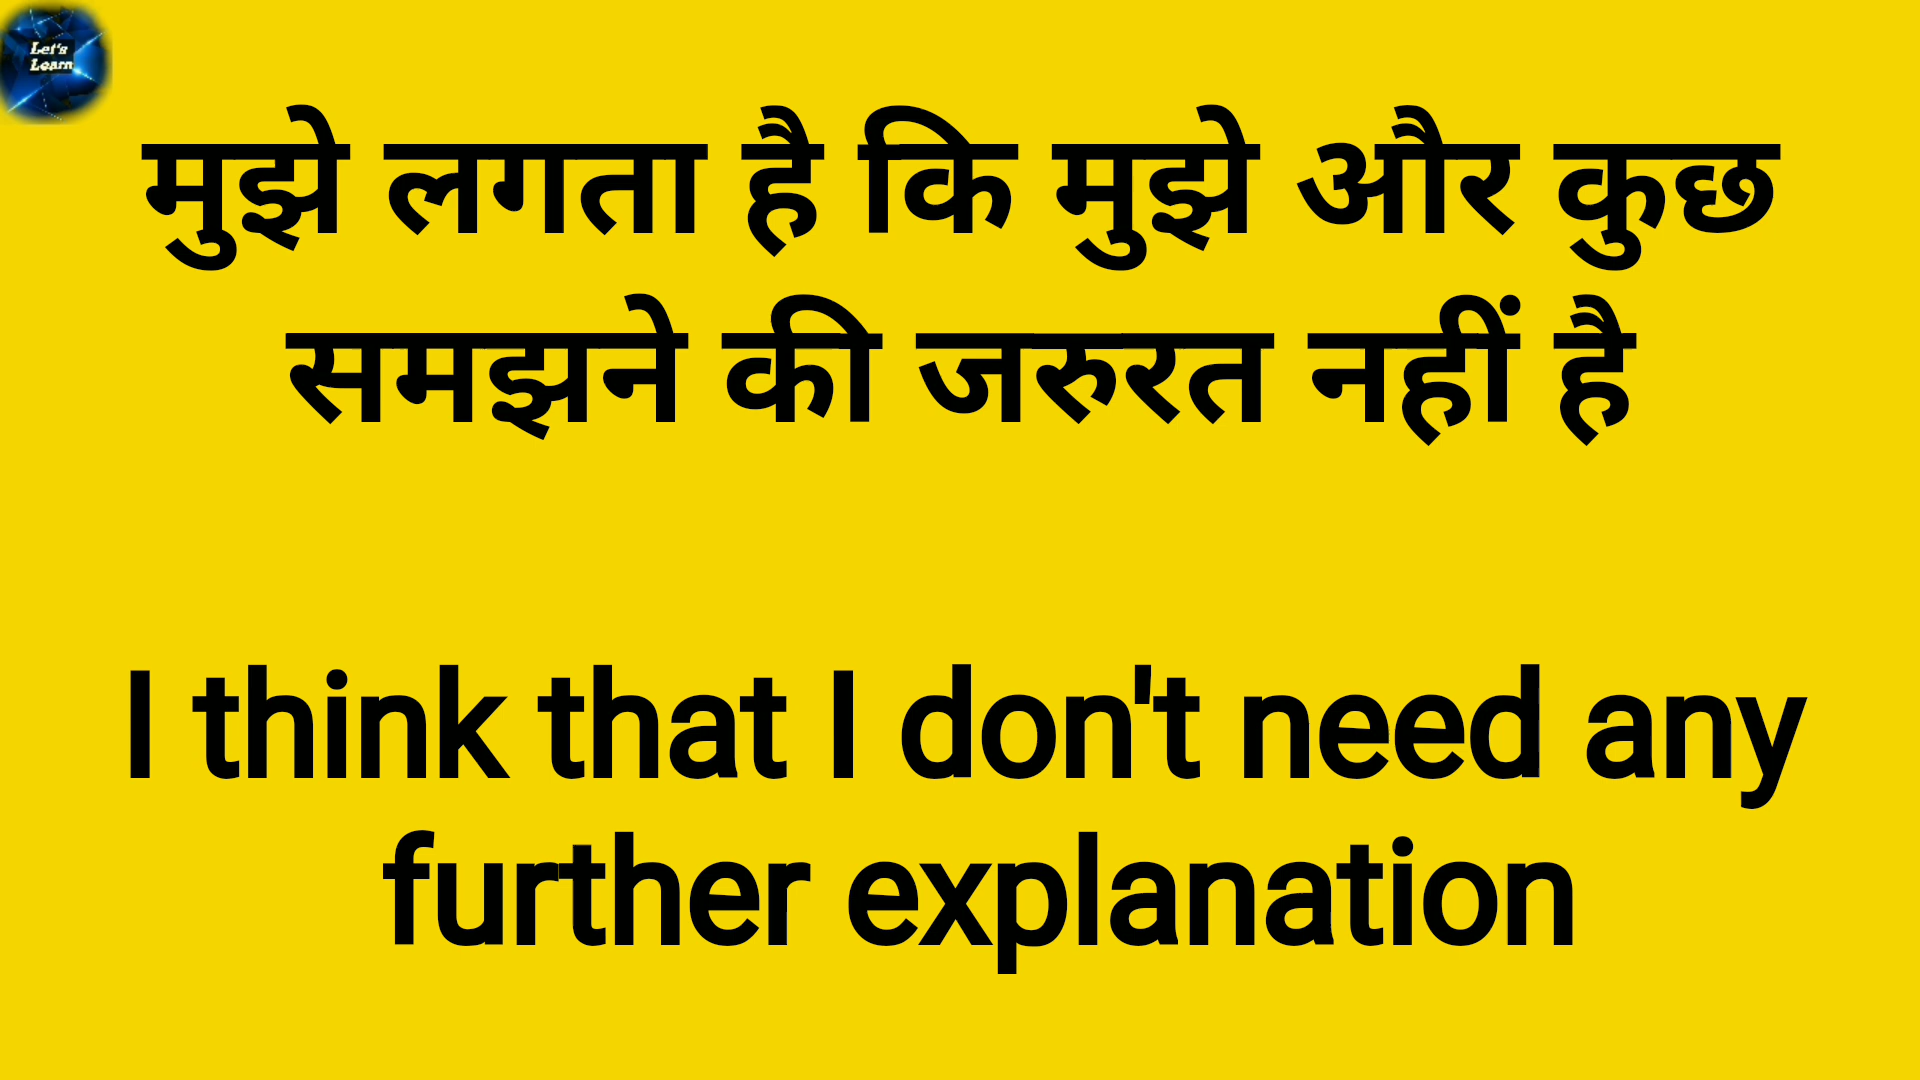 Let's
Learn
मुझे लगता है कि मुझे और कुछ
समझने की जरुरत नहीं है
I think that I don't need any
further explanation